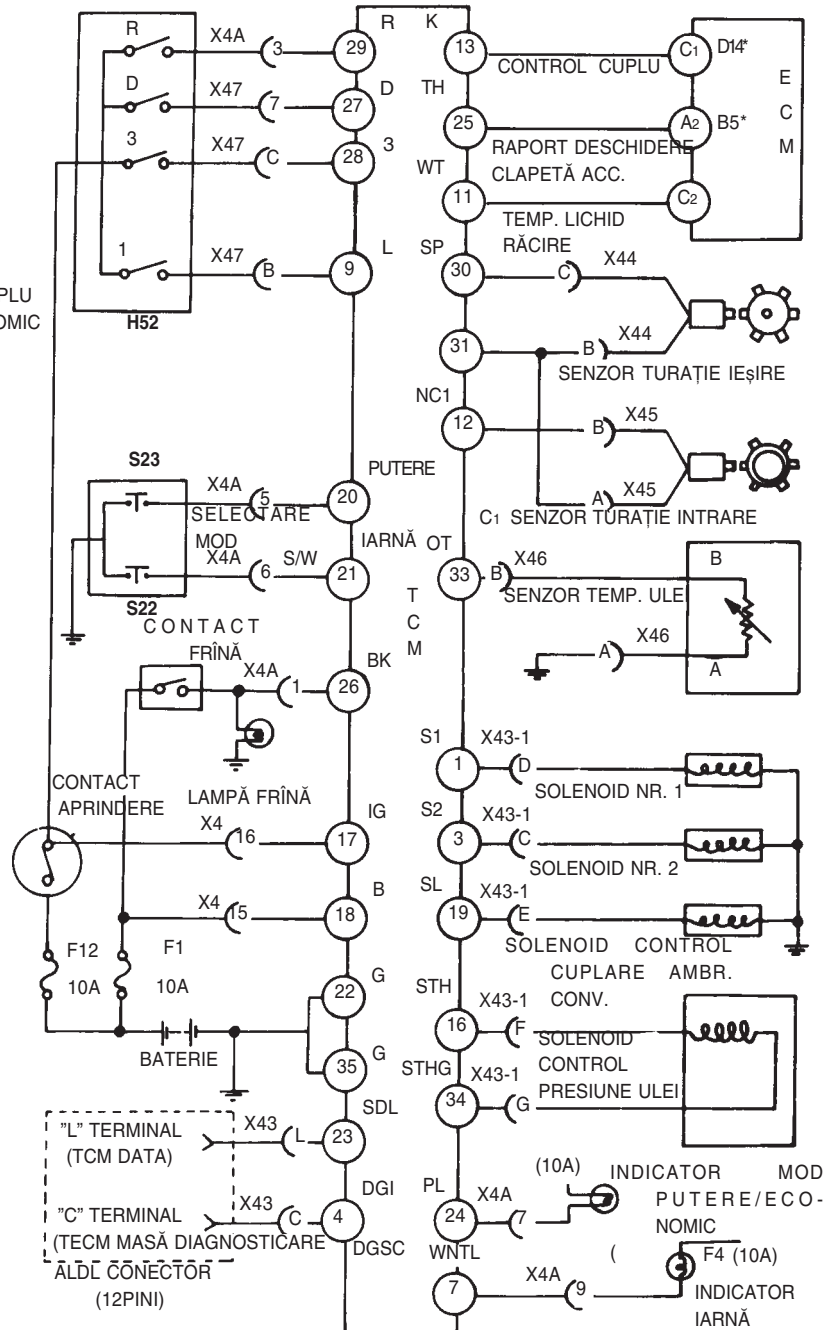 R X4A 3 29 R
D X47 7 27 D
3 X47 C 28 3
1 X47 B 9 L
H52
PLU
OMIC
S23
X4A 5 20 PUTERE
SELECTARE
MOD
X4A 6 S/W 21 IARNĂ
S22
CONTACT
FRÎNĂ
X4A 1 26 BK
LAMPĂ FRÎNĂ
CONTACT
APRINDERE
X4 16 17 IG
X4 15 18 B
F12 F1
10A 10A
22 G
BATERIE
35 G
"L" TERMINAL X43 L 23 SDL
(TCM DATA)
"C" TERMINAL X43 C 4 DGI
(TECM MASĂ DIAGNOSTICARE DGSC
ALDL CONECTOR
(12PINI)
T
C
M
K 13 CONTROL CUPLU C1 D14*
TH 25 A2 B5*
RAPORT DESCHIDERE
CLAPETĂ ACC.
WT 11 C2
TEMP. LICHID
RĂCIRE
E
C
M
SP 30 C X44
31 B X44
SENZOR TURAȚIE IEșIRE
NC1 12 B X45
A X45
C1 SENZOR TURAȚIE INTRARE
OT 33 B X46 B
SENZOR TEMP. ULEI
A X46 A
S1 1 X43-1 D
SOLENOID NR. 1
S2 3 X43-1 C
SOLENOID NR. 2
SL 19 X43-1 E
SOLENOID CONTROL
CUPLARE AMBR.
CONV.
STH 16 X43-1 F
SOLENOID
CONTROL
PRESIUNE ULEI
STHG 34 X43-1 G
PL 24 X4A 7 (10A)
INDICATOR MOD
PUTERE/ECO-
NOMIC
WNTL 7 X4A 9 ( F4 (10A)
INDICATOR
IARNĂ